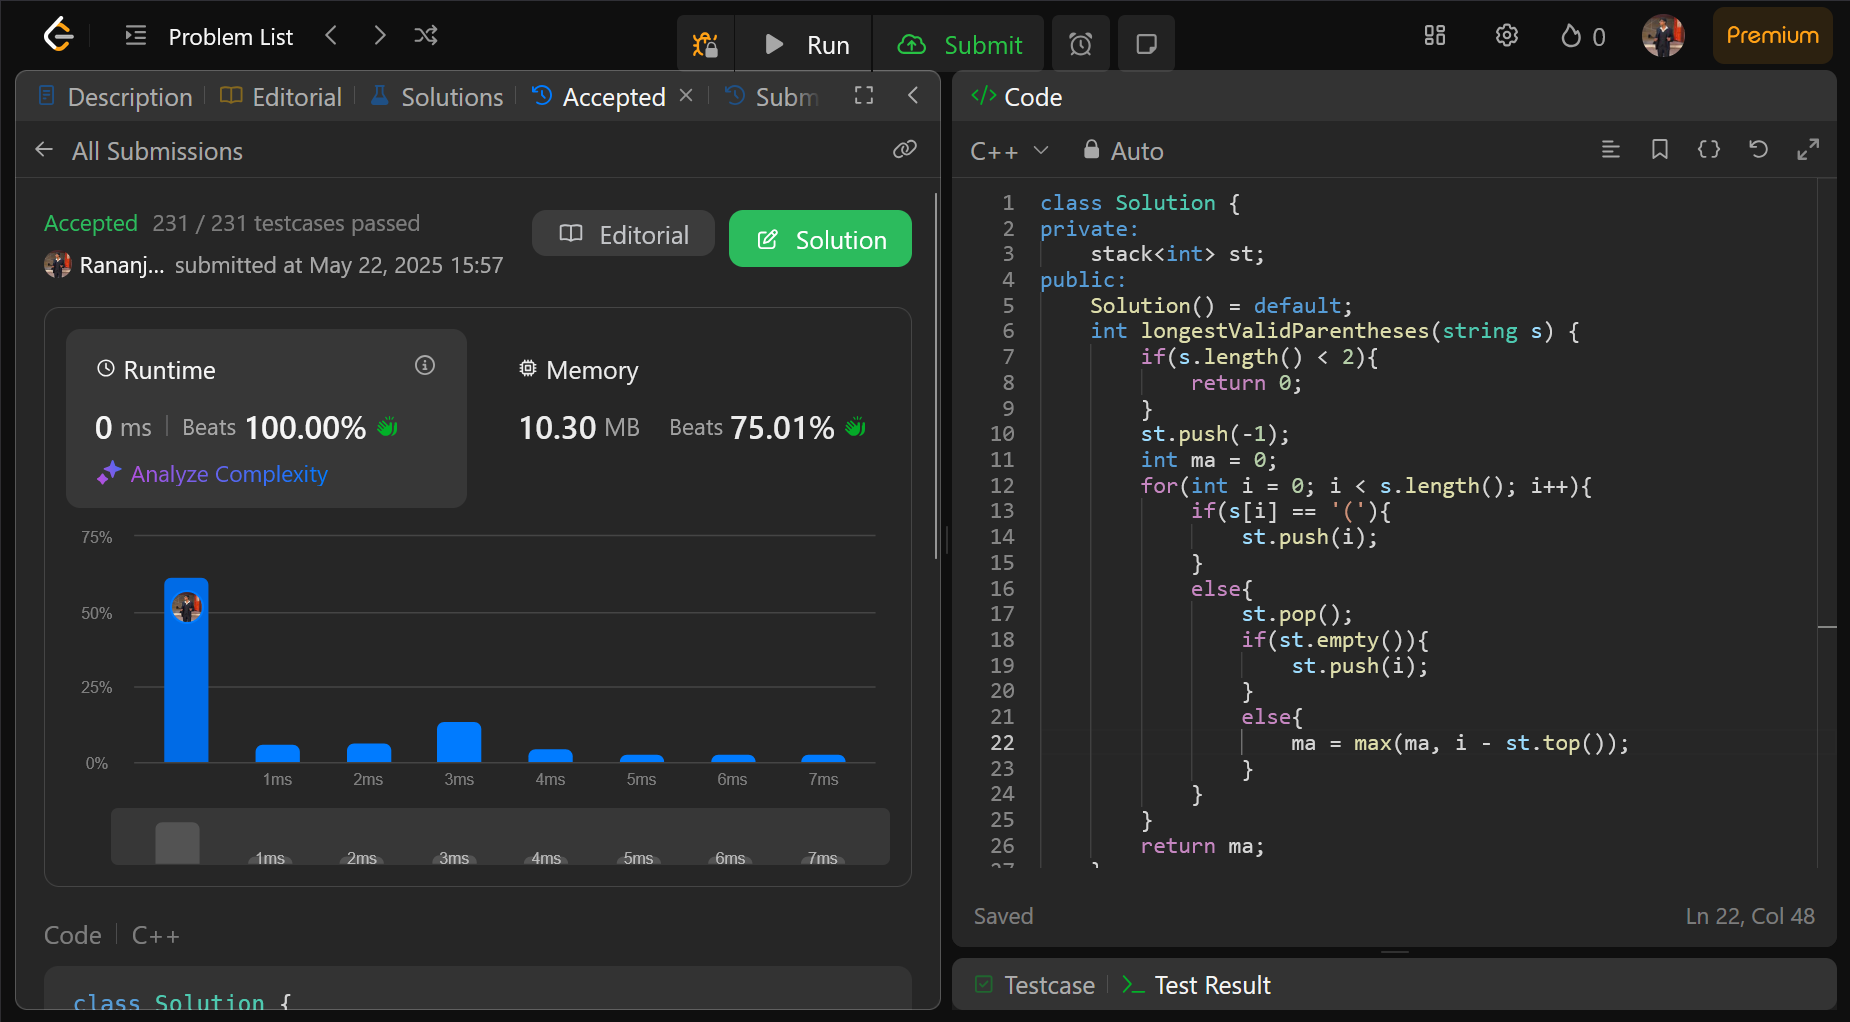 Problem List
Run
Submit
0
Premium
Description
Editorial
Solutions
Accepted
Subm
All Submissions
Accepted 231 / 231 testcases passed
Rananj... submitted at May 22, 2025 15:57
Editorial
Solution
Runtime
0 ms
Beats 100.00%
Analyze Complexity
Memory
10.30 MB
Beats 75.01%
75%
50%
25%
0%
1ms 2ms 3ms 4ms 5ms 6ms 7ms
1ms 2ms 3ms 4ms 5ms 6ms 7ms
Code
C++
class Solution {
</> Code
C++
Auto
1 class Solution {
2 private:
3     stack<int> st;
4 public:
5     Solution() = default;
6     int longestValidParentheses(string s) {
7         if(s.length() < 2){
8             return 0;
9         }
10         st.push(-1);
11         int ma = 0;
12         for(int i = 0; i < s.length(); i++){
13             if(s[i] == '('){
14                 st.push(i);
15             }
16             else{
17                 st.pop();
18                 if(st.empty()){
19                     st.push(i);
20                 }
21                 else{
22                     ma = max(ma, i - st.top());
23                 }
24             }
25         }
26         return ma;
27     }
Saved
Ln 22, Col 48
Testcase
Test Result